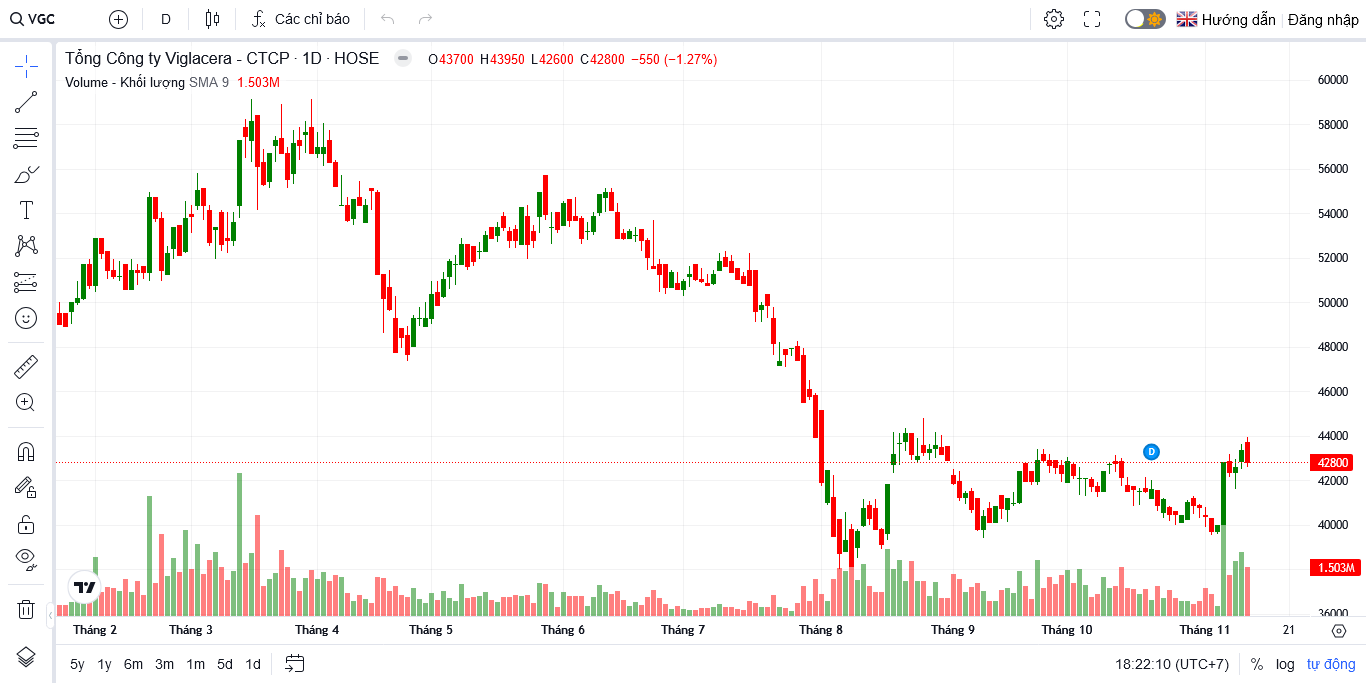 VGC D Các chỉ báo Hướng dẫn Đăng nhập
Tổng Công ty Viglacera - CTCP · 1D · HOSE O43700 H43950 L42600 C42800 −550 (−1.27%)
Volume - Khối lượng SMA 9 1.503M
60000
58000
56000
54000
52000
50000
48000
46000
44000
D
42800
42000
40000
1.503M
36000
Tháng 2 Tháng 3 Tháng 4 Tháng 5 Tháng 6 Tháng 7 Tháng 8 Tháng 9 Tháng 10 Tháng 11 21
5y 1y 6m 3m 1m 5d 1d 18:22:10 (UTC+7) % log tự động